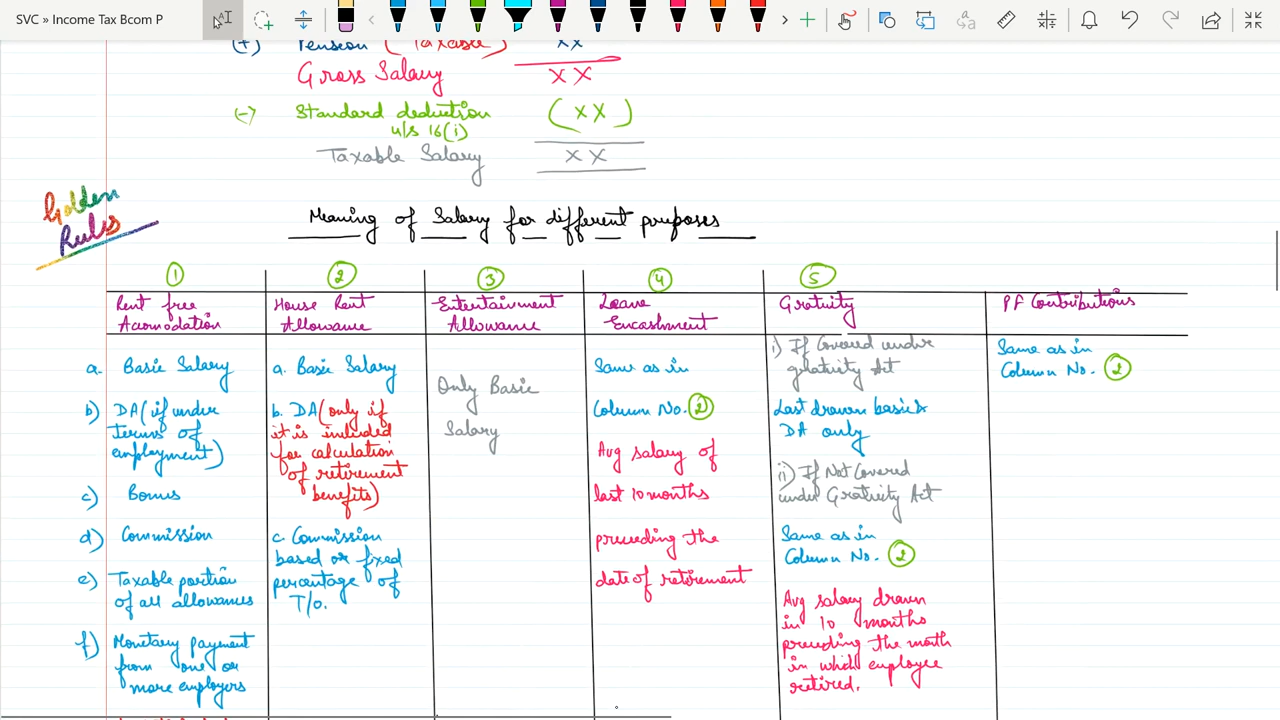 SVC » Income Tax Bcom P
(+) Pension (Taxable) XX
Gross Salary XX
(-) Standard deduction (XX)
u/s 16(i)
Taxable Salary XX
Golden
Rules
Meaning of Salary for different purposes
1 2 3 4 5
Rent free
Acomodation
a. Basic Salary
b) DA (if under
terms of
employment)
c) Bonus
d) Commission
e) Taxable portion
of all allowances
f) Monetary payment
from one or
more employers
House Rent
Allowance
a. Basic Salary
b. DA (only if
it is included
for calculation
of retirement
benefits)
c. Commission
based on fixed
percentage of
T/O.
Entertainment
Allowance
Only Basic
Salary
Leave
Encashment
Same as in
Column No. 2
Avg salary of
last 10 months
preceding the
date of retirement
Gratuity
i) If Covered under
gratuity Act
Last drawn basic &
DA only
ii) If Not Covered
under Gratuity Act
Same as in
Column No. 2
Avg salary drawn
in 10 months
preceding the month
in which employee
retired.
PF Contributions
Same as in
Column No. 2